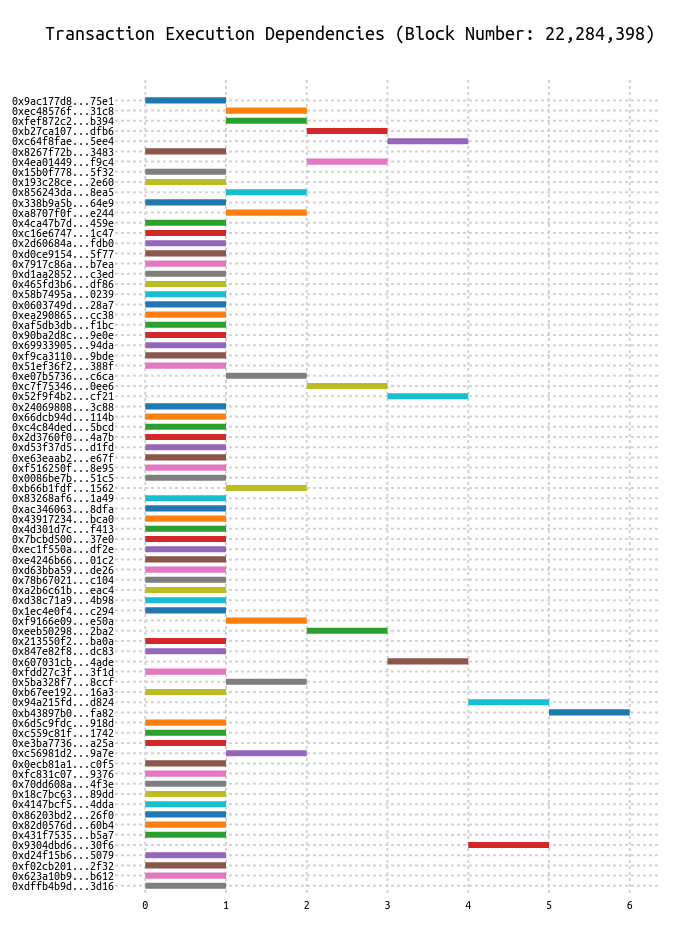 Transaction Execution Dependencies (Block Number: 22,284,398)
0x9ac177d8...75e1
0xec48576f...31c8
0xfef872c2...b394
0xb27ca107...dfb6
0xc64f8fae...5ee4
0x8267f72b...3483
0x4ea01449...f9c4
0x15b0f778...5f32
0x193c28ce...2e60
0x856243da...8ea5
0x338b9a5b...64e9
0xa8707f0f...e244
0x4ca47b7d...459e
0xc16e6747...1c47
0x2d60684a...fdb0
0xd0ce9154...5f77
0x7917c86a...b7ea
0xd1aa2852...c3ed
0x465fd3b6...df86
0x58b7495a...0239
0x0603749d...28a7
0xea290865...cc38
0xaf5db3db...f1bc
0x90ba2d8c...9e0e
0x69933905...94da
0xf9ca3110...9bde
0x51ef36f2...388f
0xe07b5736...c6ca
0xc7f75346...0ee6
0x52f9f4b2...cf21
0x24069808...3c88
0x66dcb94d...114b
0xc4c84ded...5bcd
0x2d3760f0...4a7b
0xd53f37d5...d1fd
0xe63eaab2...e67f
0xf516250f...8e95
0x0086be7b...51c5
0xb66b1fdf...1562
0x83268af6...1a49
0xac346063...8dfa
0x43917234...bca0
0x4d301d7c...f413
0x7bcbd500...37e0
0xec1f550a...df2e
0xe4246b66...01c2
0xd63bba59...de26
0x78b67021...c104
0xa2b6c61b...eac4
0xd38c71a9...4b98
0x1ec4e0f4...c294
0xf9166e09...e50a
0xeeb50298...2ba2
0x213550f2...ba0a
0x847e82f8...dc83
0x607031cb...4ade
0xfdd27c3f...3f1d
0x5ba328f7...8ccf
0xb67ee192...16a3
0x94a215fd...d824
0xb43897b0...fa82
0x6d5c9fdc...918d
0xc559c81f...1742
0xe3ba7736...a25a
0xc56981d2...9a7e
0x0ecb81a1...c0f5
0xfc831c07...9376
0x70dd608a...4f3e
0x18c7bc63...89dd
0x4147bcf5...4dda
0x86203bd2...26f0
0x82d0576d...60b4
0x431f7535...b5a7
0x9304dbd6...30f6
0xd24f15b6...5079
0xf02cb201...2f32
0x623a10b9...b612
0xdffb4b9d...3d16
0 1 2 3 4 5 6